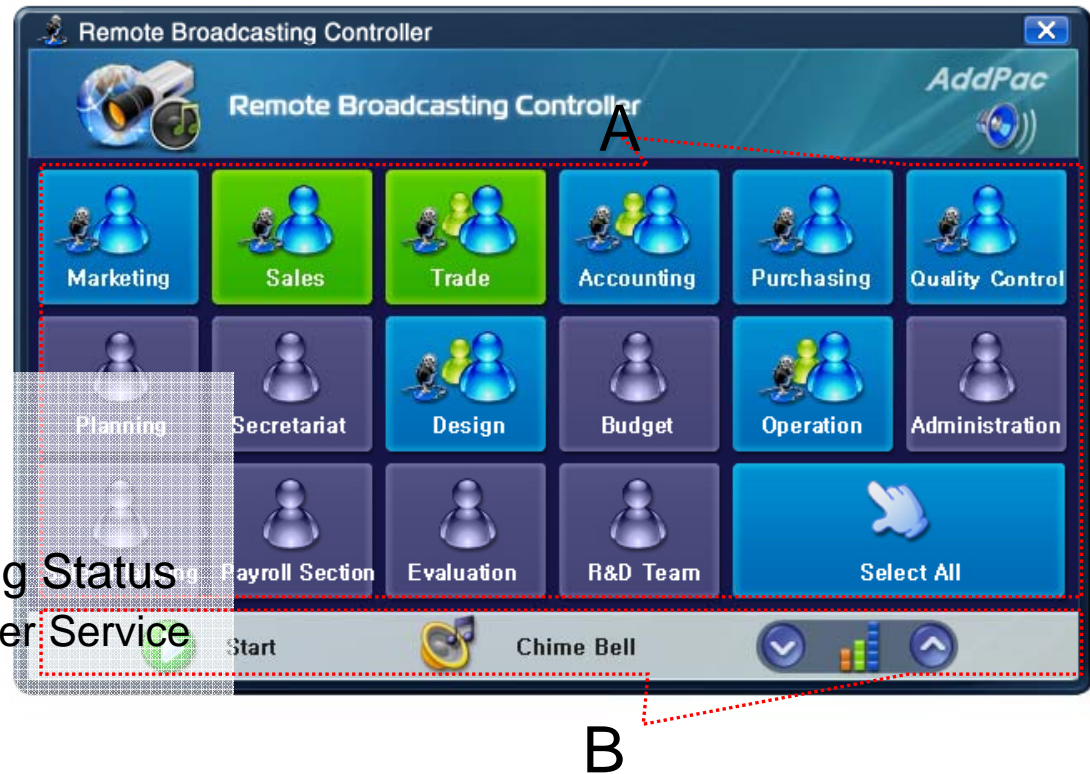 Remote Broadcasting Controller
Remote Broadcasting Controller
AddPac
A
Marketing Sales Trade Accounting Purchasing Quality Control
Planning Secretariat Design Budget Operation Administration
Payroll Section Evaluation R&D Team Select All
Status
Service
Start Chime Bell
B